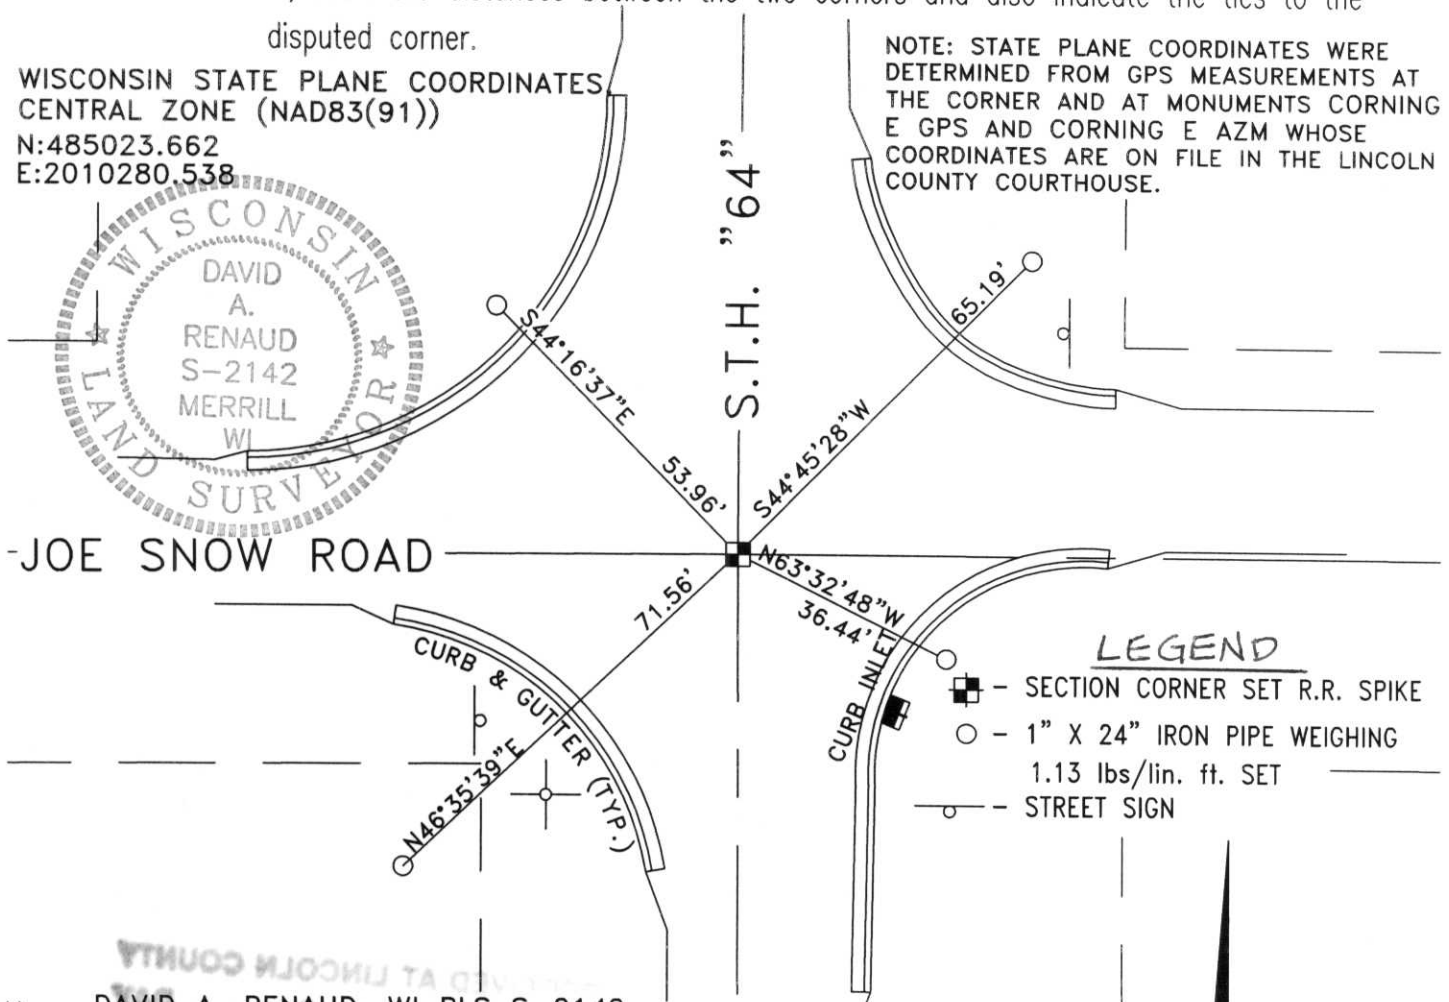 disputed corner.
WISCONSIN STATE PLANE COORDINATES
CENTRAL ZONE (NAD83(91))
N:485023.662
E:2010280.538
NOTE: STATE PLANE COORDINATES WERE
DETERMINED FROM GPS MEASUREMENTS AT
THE CORNER AND AT MONUMENTS CORNING
E GPS AND CORNING E AZM WHOSE
COORDINATES ARE ON FILE IN THE LINCOLN
COUNTY COURTHOUSE.
WISCONSIN
DAVID
A.
RENAUD
S-2142
MERRILL
WI
LAND SURVEYOR
S.T.H. "64"
65.19'
S44°16'37"E
53.96'
S44°45'28"W
JOE SNOW ROAD
N63°32'48"W
36.44'
71.56'
N46°35'39"E
CURB & GUTTER (TYP.)
CURB INLET
LEGEND
- SECTION CORNER SET R.R. SPIKE
- 1" X 24" IRON PIPE WEIGHING
1.13 lbs/lin. ft. SET
- STREET SIGN
AT LINCOLN COUNTY